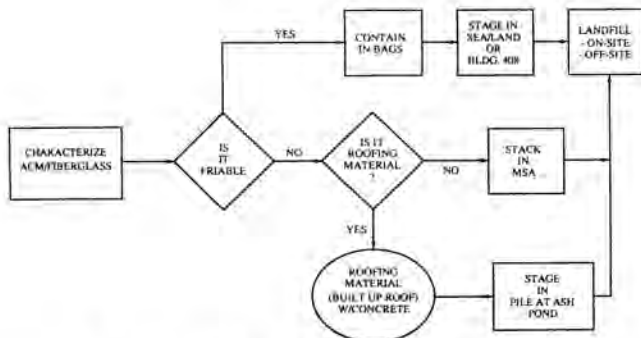 YES
CONTAIN
IN BAGS
STAGE IN
SEA/LAND
OR
BLDG. 408
LANDFILL
- ON-SITE
- OFF-SITE
CHARACTERIZE
ACM/FIBERGLASS
IS
IT
FRIABLE
NO
IS IT
ROOFING
MATERIAL
?
NO
STACK
IN
MSA
YES
ROOFING
MATERIAL
(BUILT UP ROOF)
W/CONCRETE
STAGE
IN
PILE AT ASH
POND